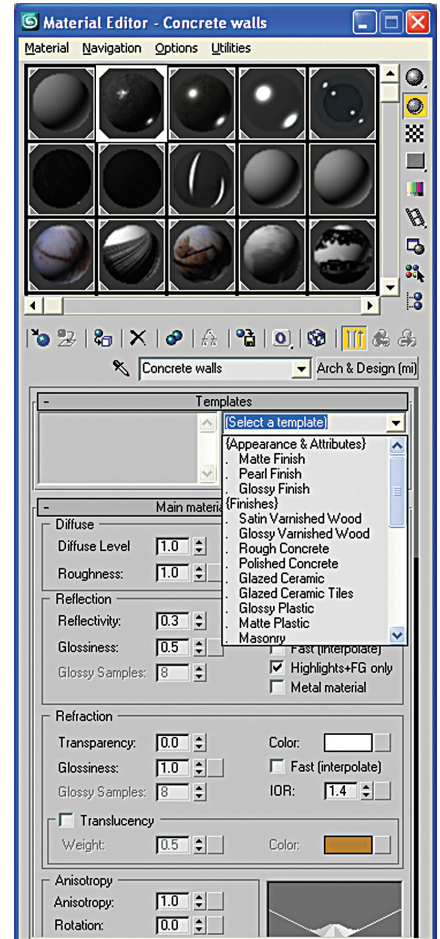 Material Editor - Concrete walls
Material Navigation Options Utilities
Concrete walls Arch & Design (mi)
- Templates
(Select a template)
{Appearance & Attributes}
. Matte Finish
. Pearl Finish
. Glossy Finish
{Finishes}
. Satin Varnished Wood
. Glossy Varnished Wood
. Rough Concrete
. Polished Concrete
. Glazed Ceramic
. Glazed Ceramic Tiles
. Glossy Plastic
. Matte Plastic
. Masonry
- Main materia
Diffuse
Diffuse Level 1.0
Roughness: 1.0
Reflection
Reflectivity: 0.3
Glossiness: 0.5 Fast (interpolate)
Highlights+FG only
Glossy Samples: 8
Metal material
Refraction
Transparency: 0.0 Color:
Glossiness: 1.0 Fast (interpolate)
Glossy Samples: 8 IOR: 1.4
Translucency
Weight: 0.5 Color:
Anisotropy
Anisotropy: 1.0
Rotation: 0.0